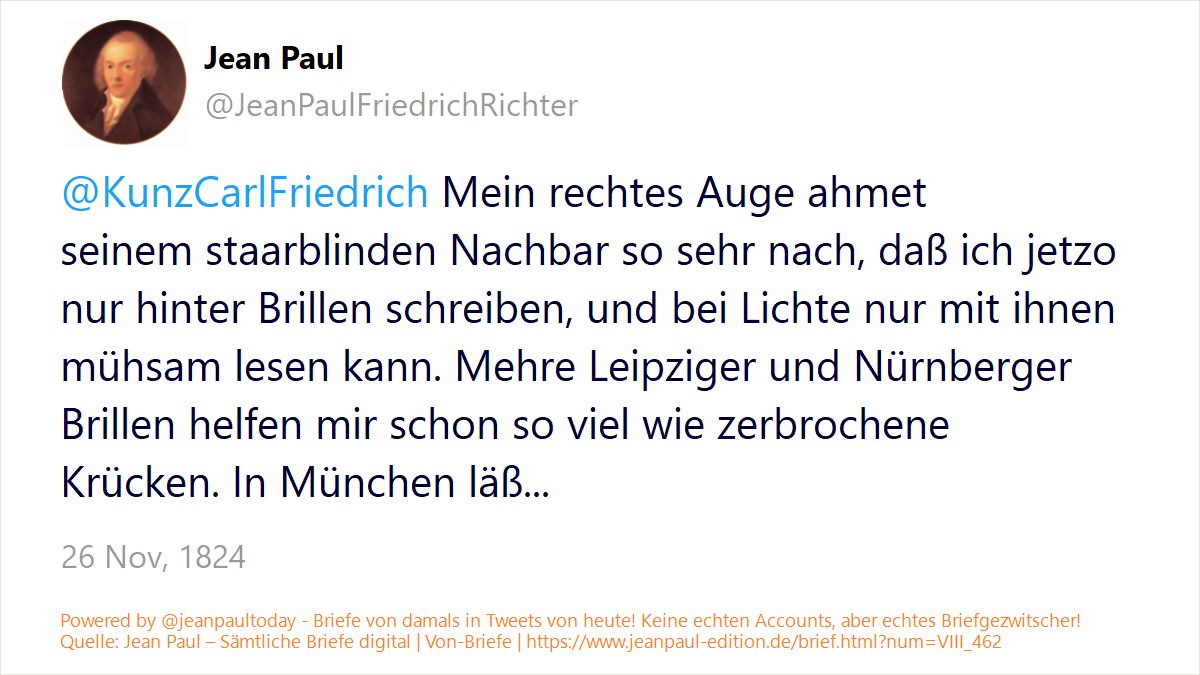 Jean Paul
@JeanPaulFriedrichRichter
@KunzCarlFriedrich Mein rechtes Auge ahmet
seinem staarblinden Nachbar so sehr nach, daß ich jetzo
nur hinter Brillen schreiben, und bei Lichte nur mit ihnen
mühsam lesen kann. Mehre Leipziger und Nürnberger
Brillen helfen mir schon so viel wie zerbrochene
Krücken. In München läß...
26 Nov, 1824
Powered by @jeanpaultoday - Briefe von damals in Tweets von heute! Keine echten Accounts, aber echtes Briefgezwitscher!
Quelle: Jean Paul – Sämtliche Briefe digital | Von-Briefe | https://www.jeanpaul-edition.de/brief.html?num=VIII_462